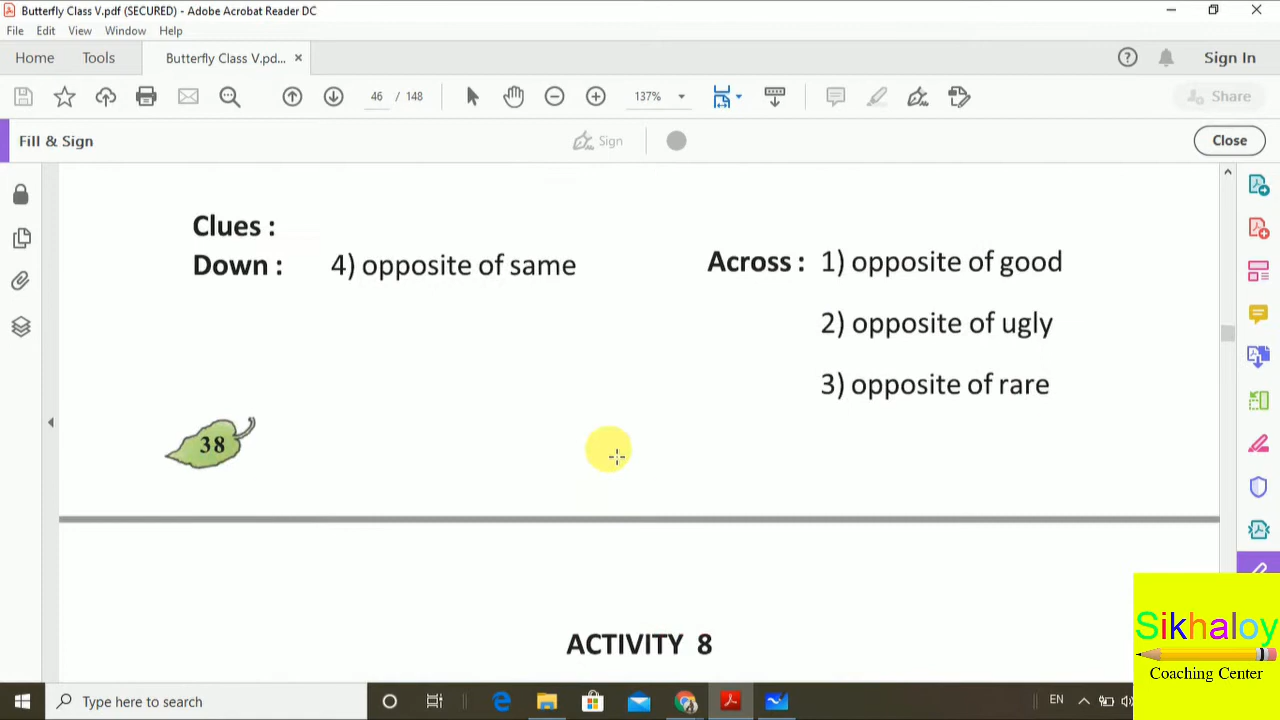 Butterfly Class V.pdf (SECURED) - Adobe Acrobat Reader DC
File Edit View Window Help
Home Tools Butterfly Class V.pd... × Sign In
46 / 148 137% Share
Fill & Sign Sign Close
Clues :
Down : 4) opposite of same
Across : 1) opposite of good
2) opposite of ugly
3) opposite of rare
38
ACTIVITY 8
Sikhaloy
Coaching Center
Type here to search EN